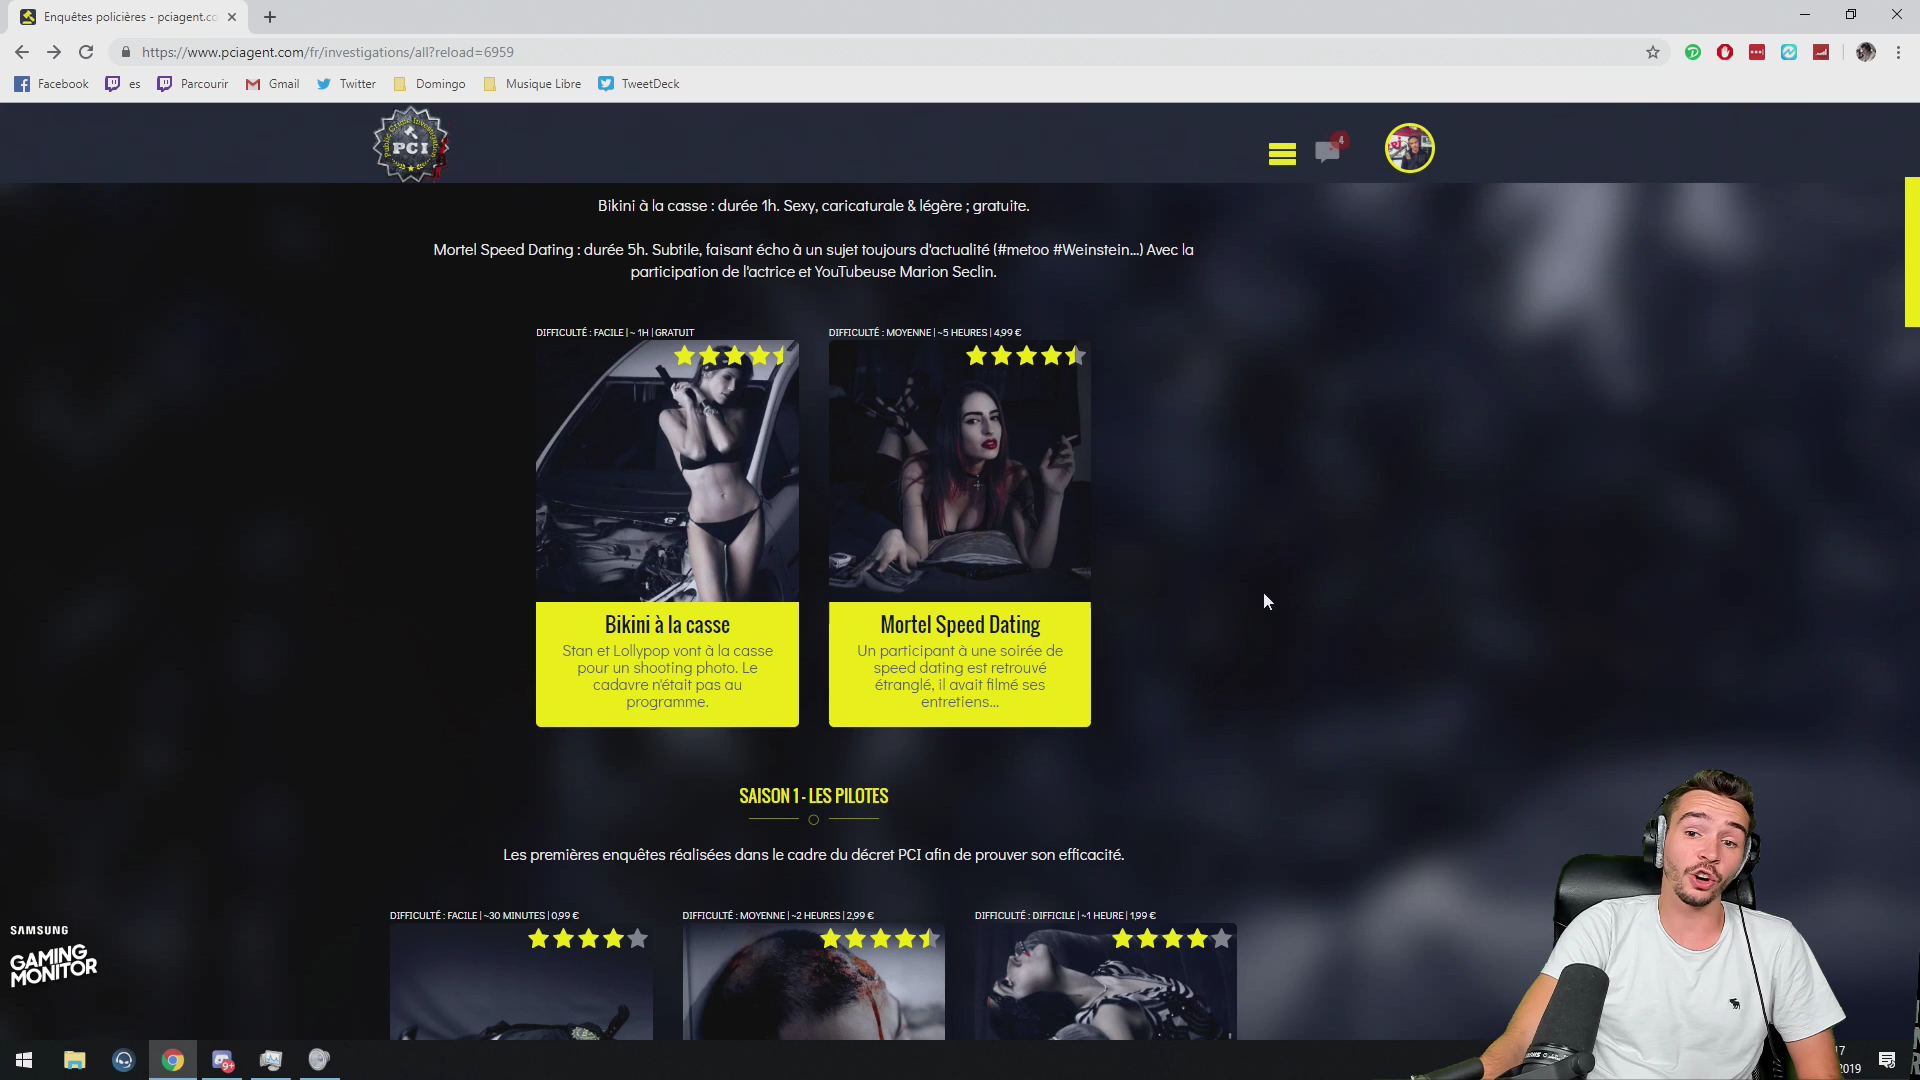 Enquêtes policières - pciagent.co
https://www.pciagent.com/fr/investigations/all?reload=6959
Facebook
es
Parcourir
Gmail
Twitter
Domingo
Musique Libre
TweetDeck
Public Crime Investigation
PCI
4
Bikini à la casse : durée 1h. Sexy, caricaturale & légère ; gratuite.
Mortel Speed Dating : durée 5h. Subtile, faisant écho à un sujet toujours d'actualité (#metoo #Weinstein...) Avec la
participation de l'actrice et YouTubeuse Marion Seclin.
DIFFICULTÉ : FACILE | ~ 1H | GRATUIT
DIFFICULTÉ : MOYENNE | ~5 HEURES | 4,99 €
Bikini à la casse
Stan et Lollypop vont à la casse
pour un shooting photo. Le
cadavre n'était pas au
programme.
Mortel Speed Dating
Un participant à une soirée de
speed dating est retrouvé
étranglé, il avait filmé ses
entretiens...
SAISON 1 - LES PILOTES
Les premières enquêtes réalisées dans le cadre du décret PCI afin de prouver son efficacité.
DIFFICULTÉ : FACILE | ~30 MINUTES | 0,99 €
DIFFICULTÉ : MOYENNE | ~2 HEURES | 2,99 €
DIFFICULTÉ : DIFFICILE | ~1 HEURE | 1,99 €
SAMSUNG
GAMING
MONITOR
9+
17
2019